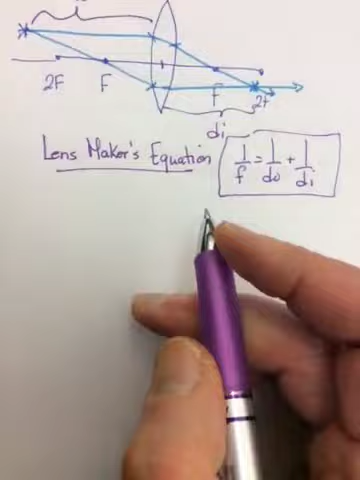 2F F F 2F
di
Lens Maker's Equation 1/f = 1/do + 1/di